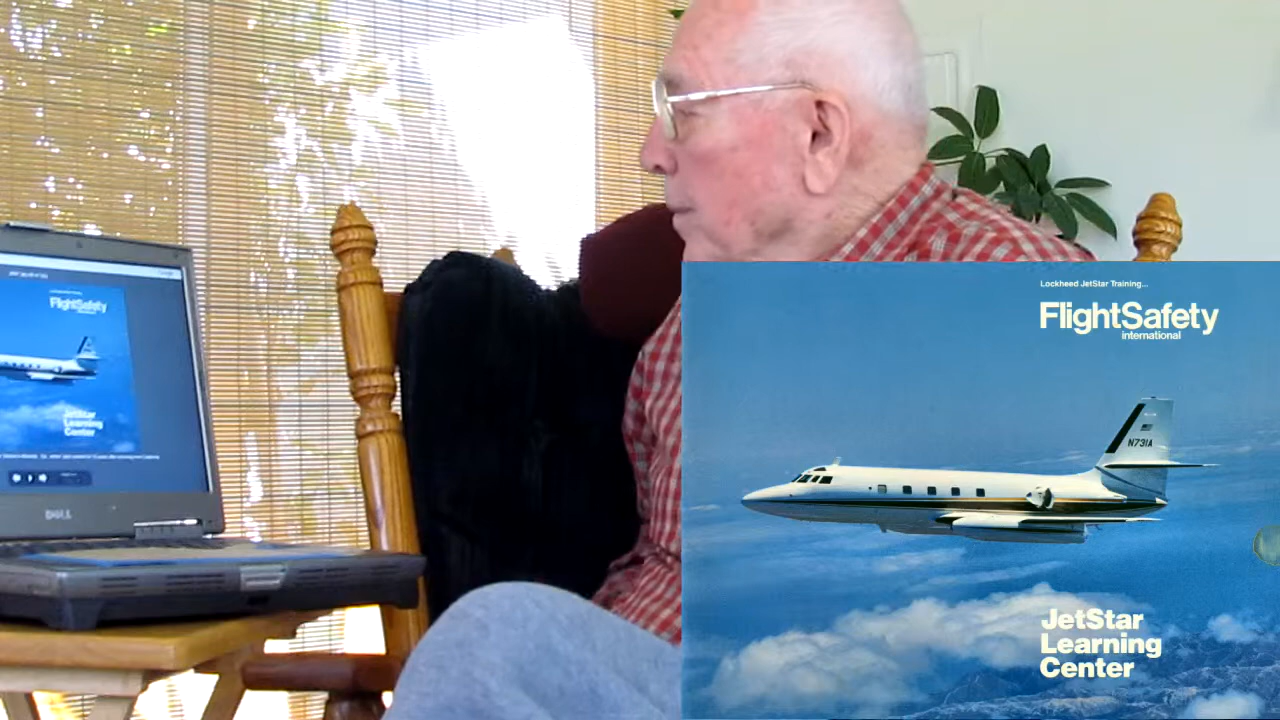 FlightSafety
JetStar
Learning
Center
DELL
Lockheed JetStar Training...
FlightSafety
international
N731A
JetStar
Learning
Center